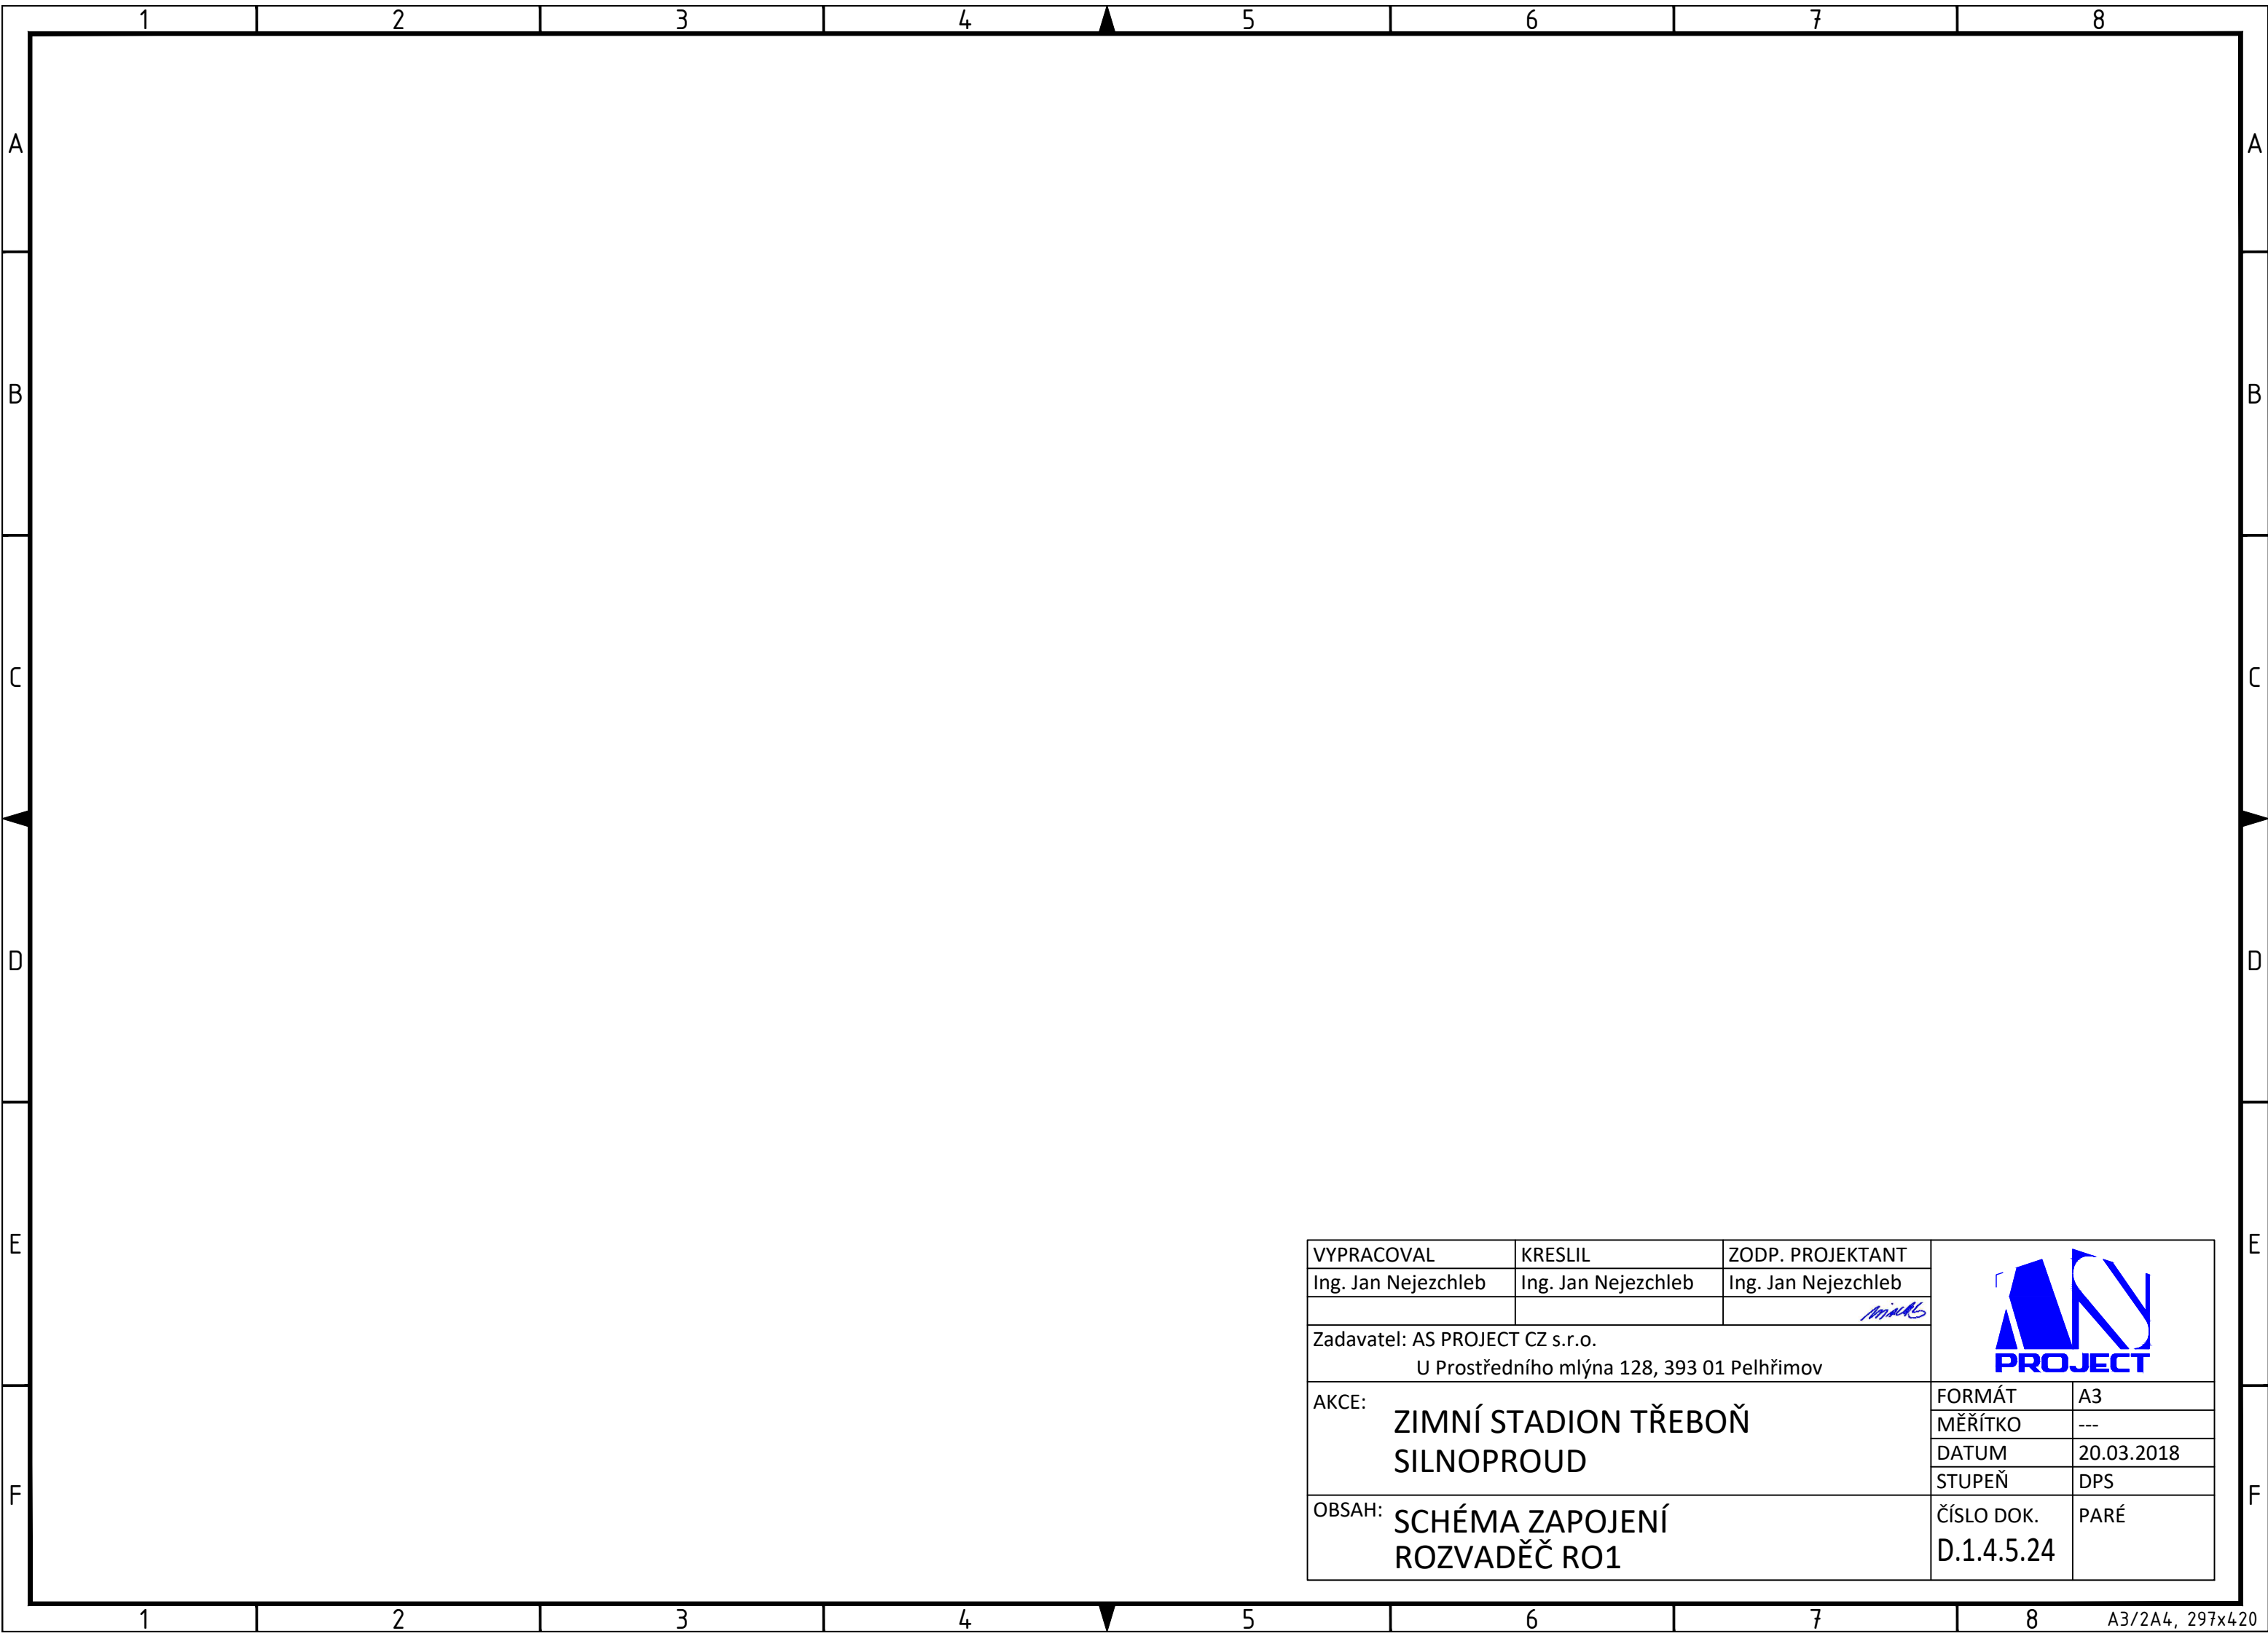 1 2 3 4 5 6 7 8
A A
B B
C C
D D
E E
F F
VYPRACOVAL KRESLIL ZODP. PROJEKTANT
Ing. Jan Nejezchleb Ing. Jan Nejezchleb Ing. Jan Nejezchleb
Zadavatel: AS PROJECT CZ s.r.o.
U Prostředního mlýna 128, 393 01 Pelhřimov
PROJECT
AKCE: ZIMNÍ STADION TŘEBOŇ
SILNOPROUD
FORMÁT A3
MĚŘÍTKO ---
DATUM 20.03.2018
STUPEŇ DPS
OBSAH: SCHÉMA ZAPOJENÍ
ROZVADĚČ RO1
ČÍSLO DOK. PARÉ
D.1.4.5.24
1 2 3 4 5 6 7 8 A3/2A4, 297x420